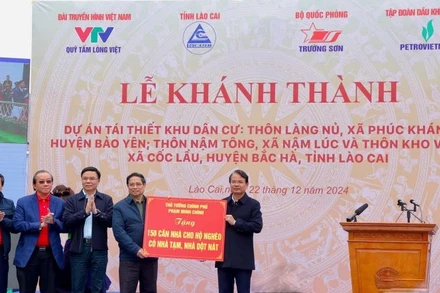 ĐÀI TRUYỀN HÌNH VIỆT NAM
VTV
QUỸ TẤM LÒNG VIỆT
TỈNH LÀO CAI
BỘ QUỐC PHÒNG
TRƯỜNG SƠN
TẬP ĐOÀN DẦU KH
PETROVIET
LỄ KHÁNH THÀNH
DỰ ÁN TÁI THIẾT KHU DÂN CƯ: THÔN LÀNG NỦ, XÃ PHÚC KHÁN
HUYỆN BẢO YÊN; THÔN NẬM TÔNG, XÃ NẬM LÚC VÀ THÔN KHO V
XÃ CỐC LẦU, HUYỆN BẮC HÀ, TỈNH LÀO CAI
Lào Cai, 22 tháng 12 năm 2024
THỦ TƯỚNG CHÍNH PHỦ
PHẠM MINH CHÍNH
Tặng
150 CĂN NHÀ CHO HỘ NGHÈO
CÓ NHÀ TẠM, NHÀ DỘT NÁT